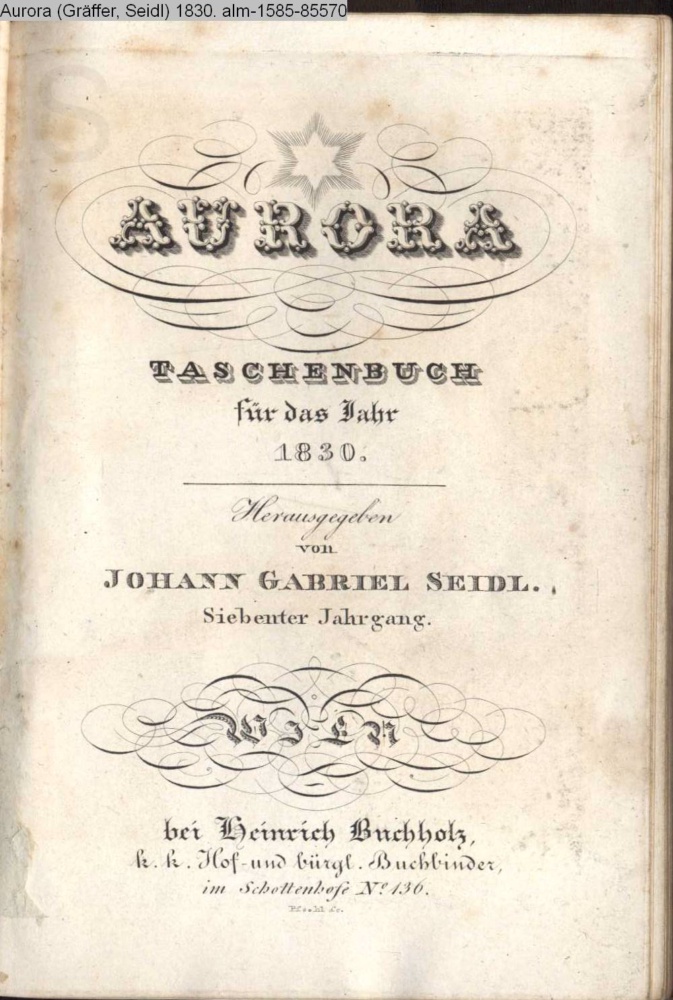 Aurora (Gräffer, Seidl) 1830. alm-1585-85570
AURORA
TASCHENBUCH
für das Jahr
1830.
Herausgegeben
von
JOHANN GABRIEL SEIDL.
Siebenter Jahrgang.
WIEN
bei Heinrich Buchholz,
k. k. Hof- und bürgl. Buchbinder,
im Schottenhofe Nº 136.